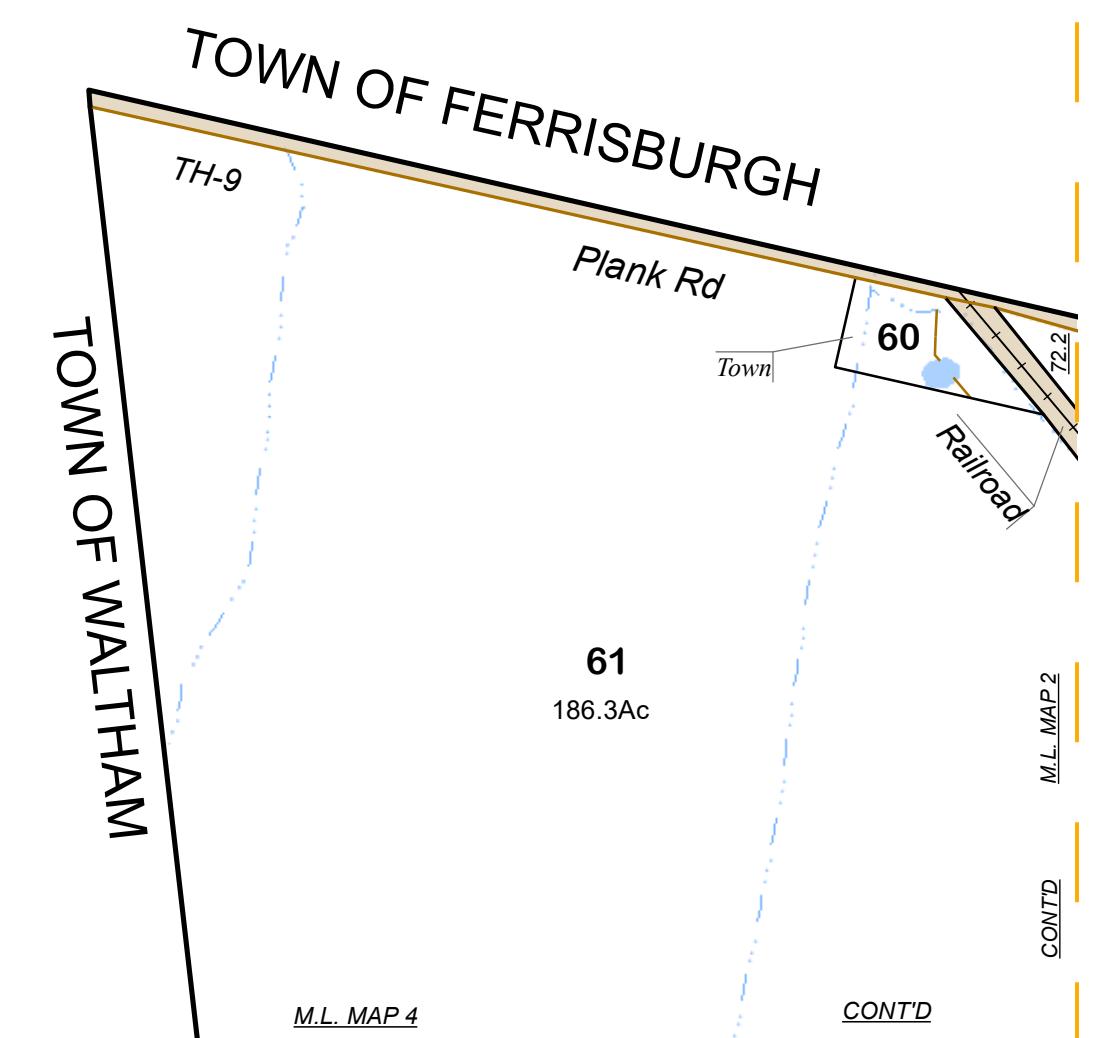 TOWN OF FERRISBURGH
TH-9
Plank Rd
60
72.2
Town
Railroad
TOWN OF WALTHAM
61
186.3Ac
M.L. MAP 2
CONT'D
M.L. MAP 4
CONT'D